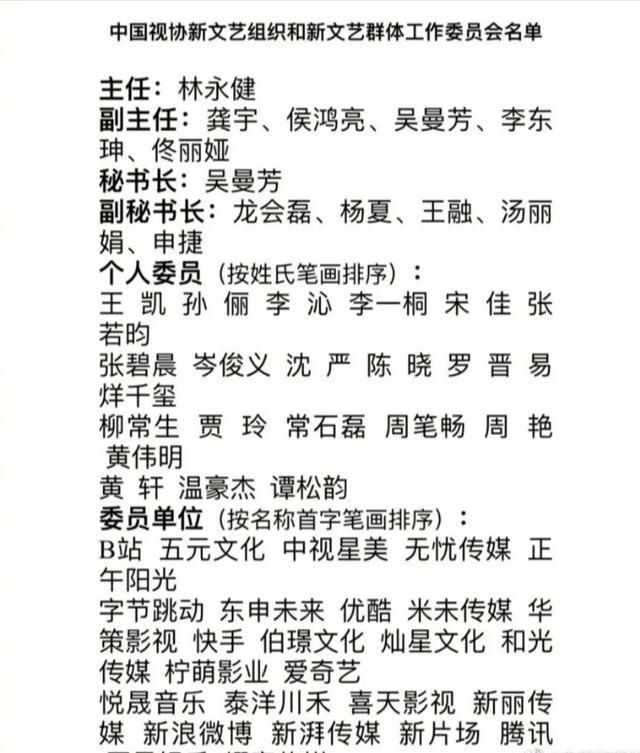 中国视协新文艺组织和新文艺群体工作委员会名单
主任：林永健
副主任：龚宇、侯鸿亮、吴曼芳、李东
珅、佟丽娅
秘书长：吴曼芳
副秘书长：龙会磊、杨夏、王融、汤丽
娟、申捷
个人委员（按姓氏笔画排序）：
王 凯 孙 俪 李 沁 李一桐 宋 佳 张
若昀
张碧晨 岑俊义 沈 严 陈 晓 罗 晋 易
烊千玺
柳常生 贾 玲 常石磊 周笔畅 周 艳
黄伟明
黄 轩 温豪杰 谭松韵
委员单位（按名称首字笔画排序）：
B站 五元文化 中视星美 无忧传媒 正
午阳光
字节跳动 东申未来 优酷 米未传媒 华
策影视 快手 伯璟文化 灿星文化 和光
传媒 柠萌影业 爱奇艺
悦晟音乐 泰洋川禾 喜天影视 新丽传
媒 新浪微博 新湃传媒 新片场 腾讯